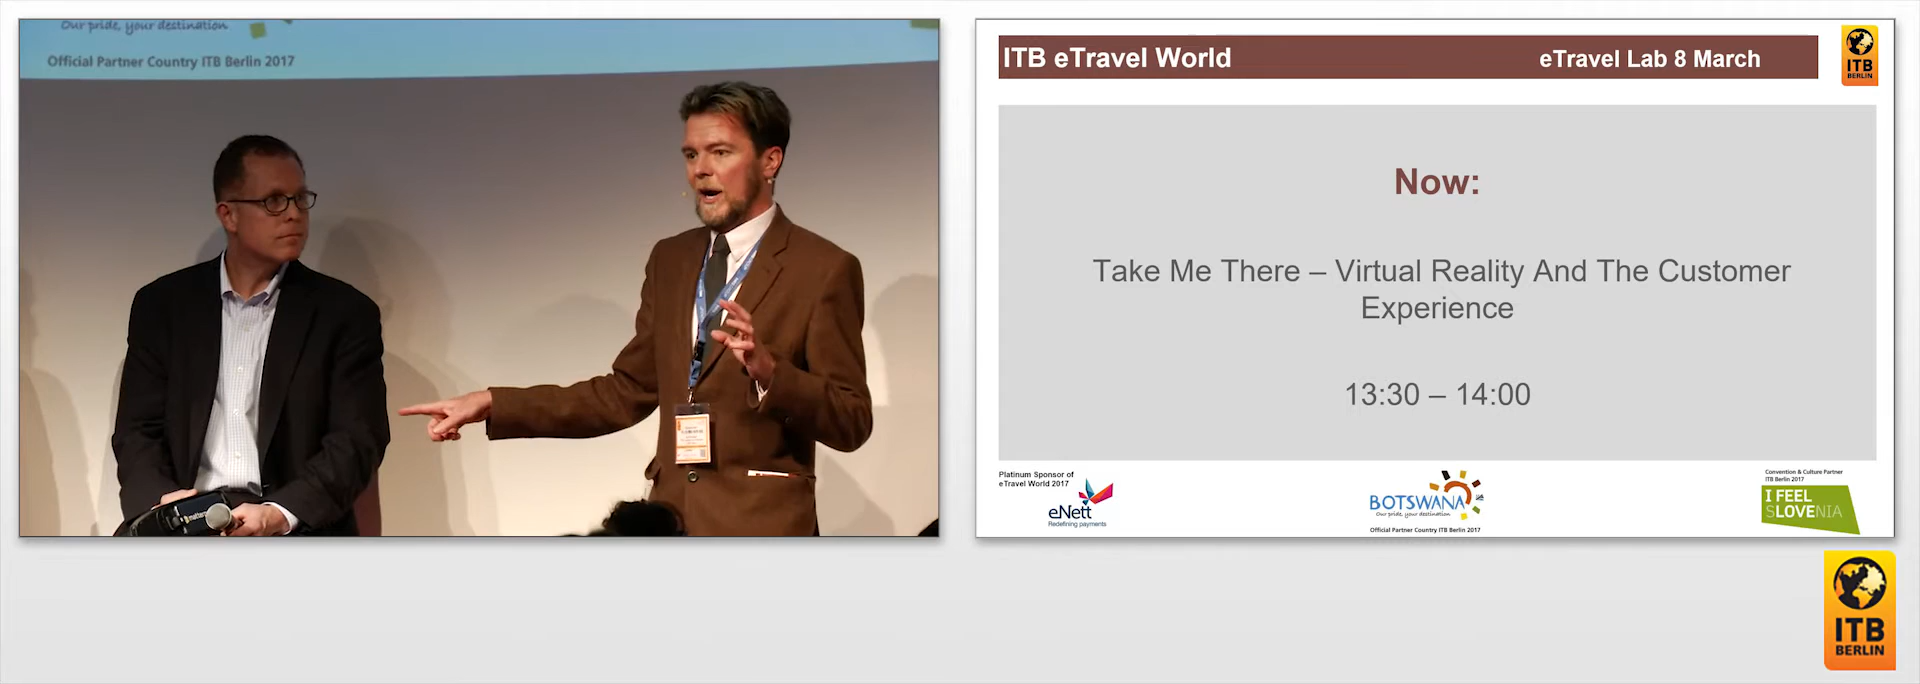 Our pride, your destination
Official Partner Country ITB Berlin 2017
ITB eTravel World
eTravel Lab 8 March
ITB
BERLIN
Now:
Take Me There – Virtual Reality And The Customer
Experience
13:30 – 14:00
Platinum Sponsor of
eTravel World 2017
eNett
Redefining payments
BOTSWANA
Our pride, your destination
Official Partner Country ITB Berlin 2017
Convention & Culture Partner
ITB Berlin 2017
I FEEL
SLOVENIA
ITB
BERLIN